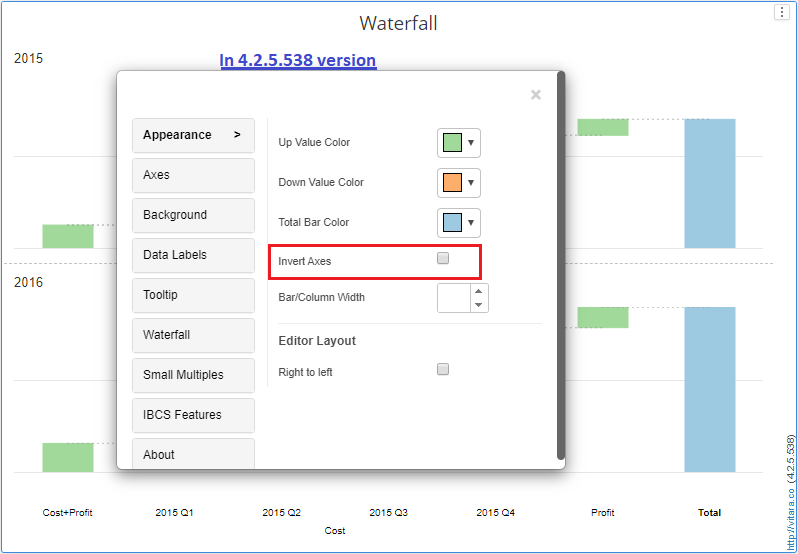 Waterfall
2015
In 4.2.5.538 version
×
Appearance >
Axes
Background
Data Labels
Tooltip
Waterfall
Small Multiples
IBCS Features
About
Up Value Color
Down Value Color
Total Bar Color
Invert Axes
Bar/Column Width
Editor Layout
Right to left
2016
Cost+Profit
2015 Q1
2015 Q2
2015 Q3
2015 Q4
Profit
Total
Cost
http://vitara.co (4.2.5.538)